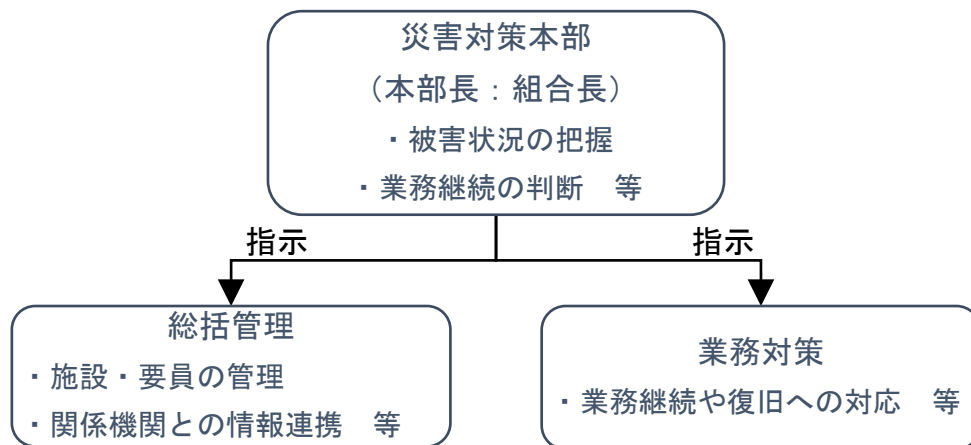 災害対策本部
（本部長：組合長）
・被害状況の把握
・業務継続の判断　等
指示
指示
総括管理
・施設・要員の管理
・関係機関との情報連携　等
業務対策
・業務継続や復旧への対応　等